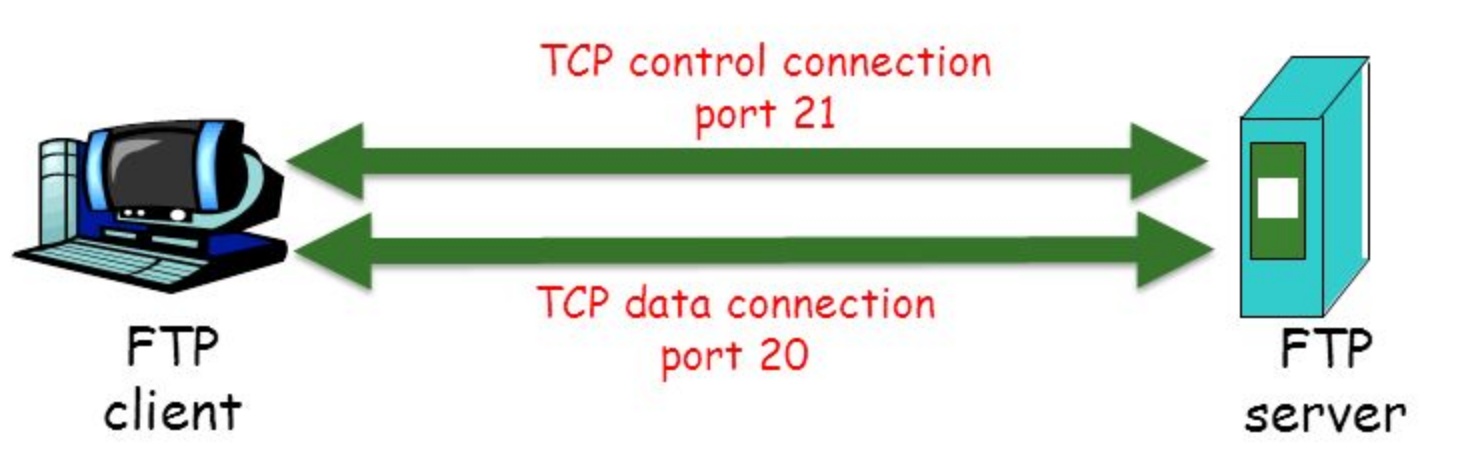 TCP control connection
port 21
TCP data connection
port 20
FTP
client
FTP
server